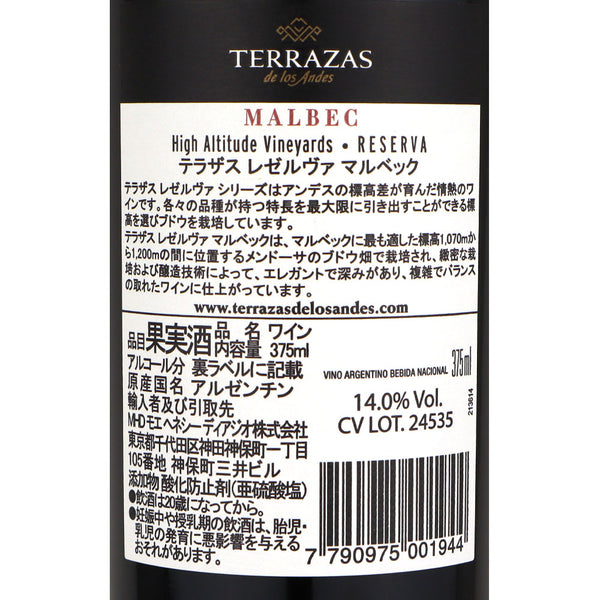 TERRAZAS
de los Andes
MALBEC
High Altitude Vineyards • RESERVA
テラザス レゼルヴァ マルベック
テラザス レゼルヴァ シリーズはアンデスの標高差が育んだ情熱のワ
インです。各々の品種が持つ特長を最大限に引き出すことができる標
高を選びブドウを栽培しています。
テラザス レゼルヴァ マルベックは、マルベックに最も適した標高1,070mか
ら1,200mの間に位置するメンドーサのブドウ畑で栽培され、緻密な栽
培および醸造技術によって、エレガントで深みがあり、複雑でバランス
の取れたワインに仕上がっています。
www.terrazasdelosandes.com
品目 果実酒 品 名 ワイン
内容量 375ml
アルコール分 裏ラベルに記載
原産国名 アルゼンチン
輸入者及び引取先
MHD モエ ヘネシー ディアジオ株式会社
東京都千代田区神田神保町一丁目
105番地 神保町三井ビル
添加物 酸化防止剤(亜硫酸塩)
●飲酒は20歳になってから。
●妊娠中や授乳期の飲酒は、胎児・
乳児の発育に悪影響を与える
おそれがあります。
VINO ARGENTINO BEBIDA NACIONAL
375ml
213614
14.0% Vol.
CV LOT. 24535
7 790975 001944